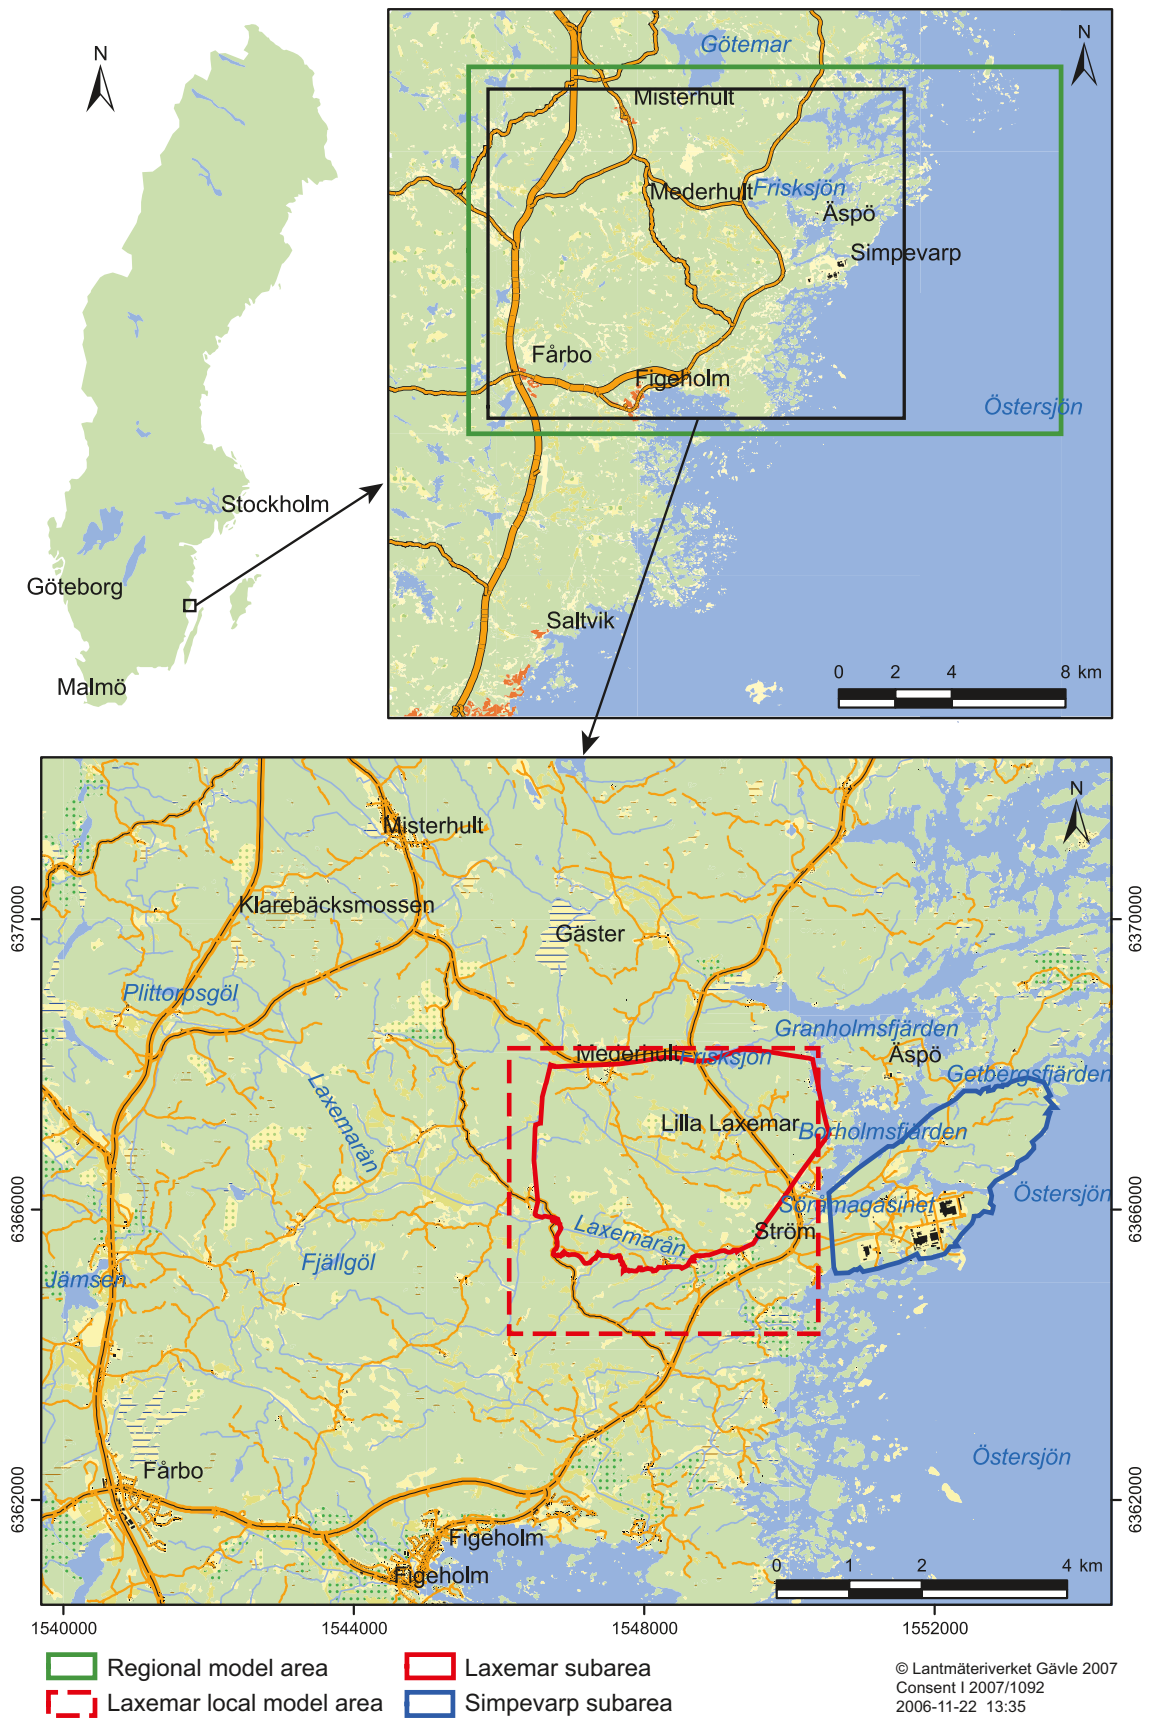 N
Stockholm
Göteborg
Malmö
Götemar
N
Misterhult
Mederhult
Frisksjön
Äspö
Simpevarp
Fårbo
Figeholm
Östersjön
Saltvik
0 2 4 8 km
N
Misterhult
Klarebäcksmossen
Gäster
Plittorpsgöl
Granholmsfjärden
Äspö
Mederhult
Frisksjön
Getbergsfjärden
Laxemarån
Lilla Laxemar
Borholmsfjärden
Östersjön
Söråmagasinet
Laxemarån
Ström
Fjällgöl
Jämsen
Östersjön
Fårbo
Figeholm
Figeholm
0 1 2 4 km
6370000
6366000
6362000
6370000
6366000
6362000
1540000 1544000 1548000 1552000
Regional model area
Laxemar local model area
Laxemar subarea
Simpevarp subarea
© Lantmäteriverket Gävle 2007
Consent I 2007/1092
2006-11-22 13:35